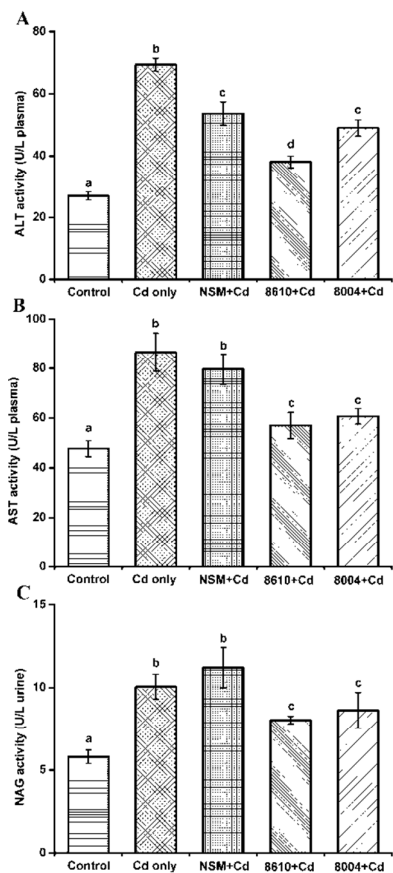 A
ALT activity (U/L plasma)
80
60
40
20
0
a
b
c
d
c
Control
Cd only
NSM+Cd
8610+Cd
8004+Cd
B
AST activity (U/L plasma)
100
80
60
40
20
0
a
b
b
c
c
Control
Cd only
NSM+Cd
8610+Cd
8004+Cd
C
NAG activity (U/L urine)
15
10
5
0
a
b
b
c
c
Control
Cd only
NSM+Cd
8610+Cd
8004+Cd